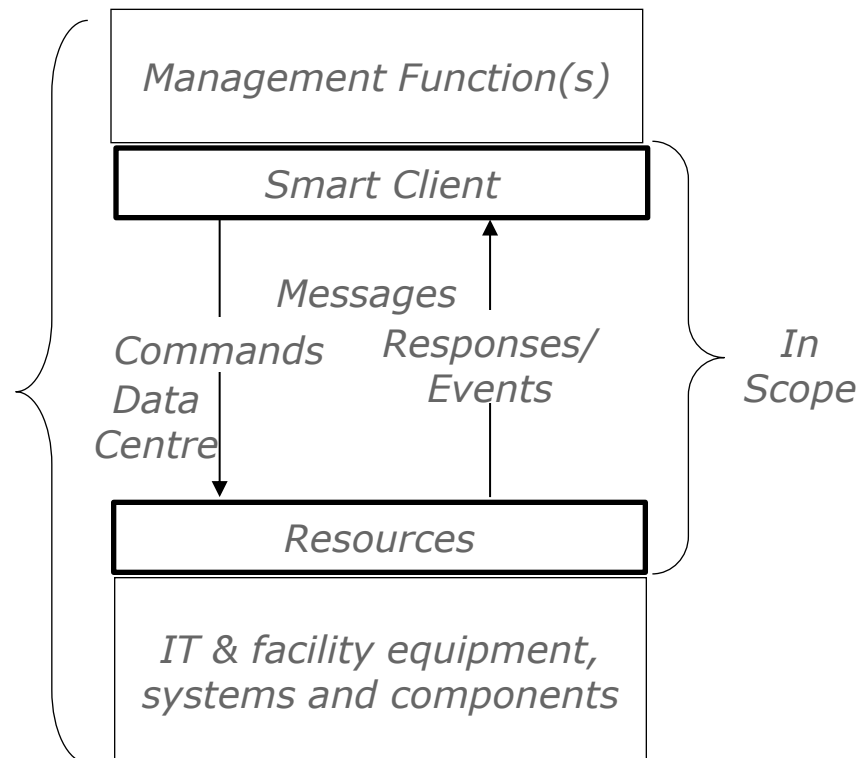 Management Function(s)
Smart Client
Messages
Commands
Responses/
Events
Data
Centre
In
Scope
Resources
IT & facility equipment,
systems and components